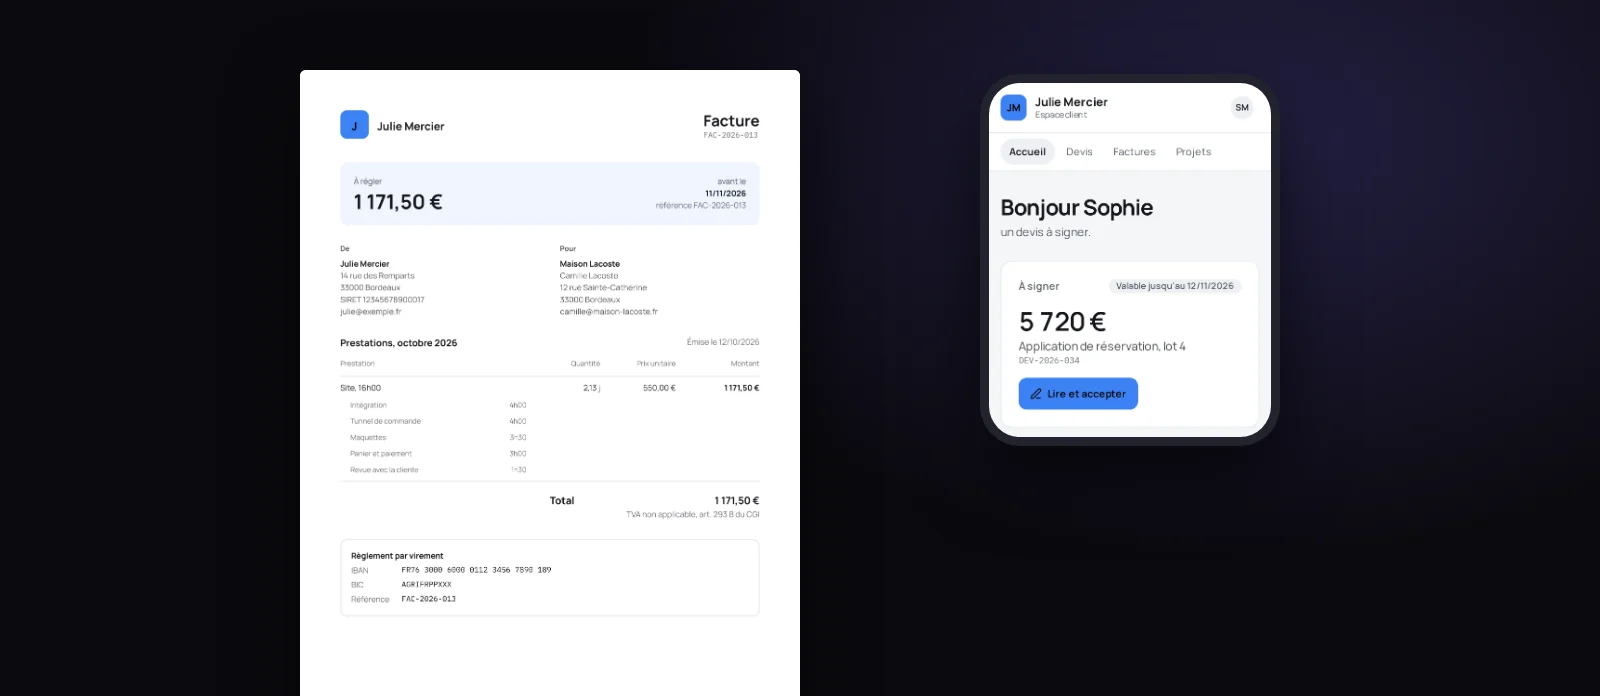 J
Julie Mercier
Facture
FAC-2026-013
À régler
1 171,50 €
avant le
11/11/2026
référence FAC-2026-013
De
Julie Mercier
14 rue des Remparts
33000 Bordeaux
SIRET 12345678900017
julie@exemple.fr
Pour
Maison Lacoste
Camille Lacoste
12 rue Sainte-Catherine
33000 Bordeaux
camille@maison-lacoste.fr
Prestations, octobre 2026
Émise le 12/10/2026
Prestation Quantité Prix unitaire Montant
Site, 16h00 2,13 j 550,00 € 1 171,50 €
Intégration 4h00
Tunnel de commande 4h00
Maquettes 3h30
Panier et paiement 3h00
Revue avec la cliente 1h30
Total 1 171,50 €
TVA non applicable, art. 293 B du CGI
Règlement par virement
IBAN FR76 3000 6000 0112 3456 7890 189
BIC AGRIFRPPXXX
Référence FAC-2026-013
JM
Julie Mercier
Espace client
SM
Accueil Devis Factures Projets
Bonjour Sophie
un devis à signer.
À signer
Valable jusqu'au 12/11/2026
5 720 €
Application de réservation, lot 4
DEV-2026-034
Lire et accepter